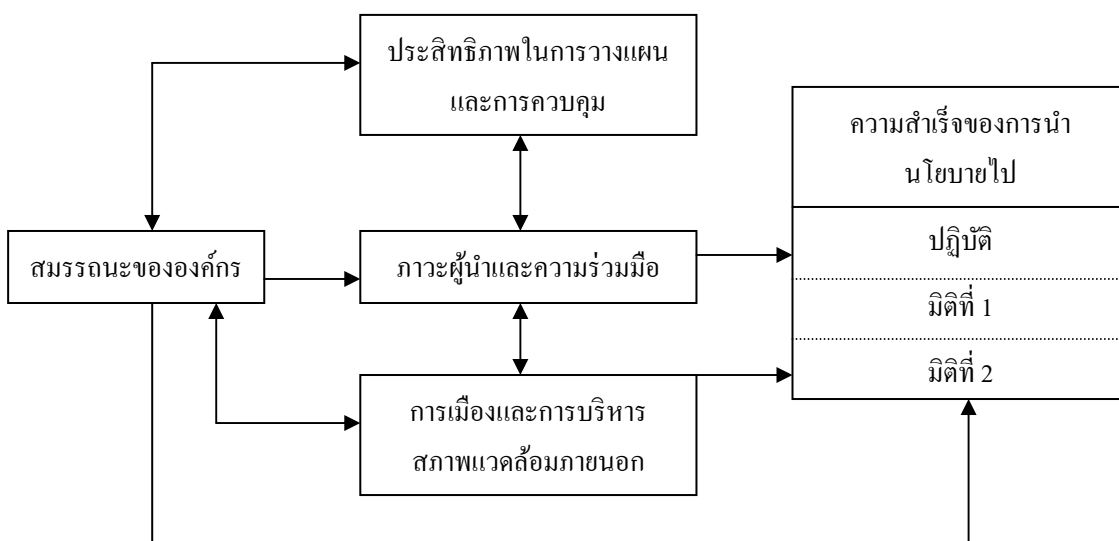 ประสิทธิภาพในการวางแผน
และการควบคุม
ความสำเร็จของการนำ
นโยบายไป
ปฏิบัติ
สมรรถนะขององค์กร
ภาวะผู้นำและความร่วมมือ
มิติที่ 1
มิติที่ 2
การเมืองและการบริหาร
สภาพแวดล้อมภายนอก